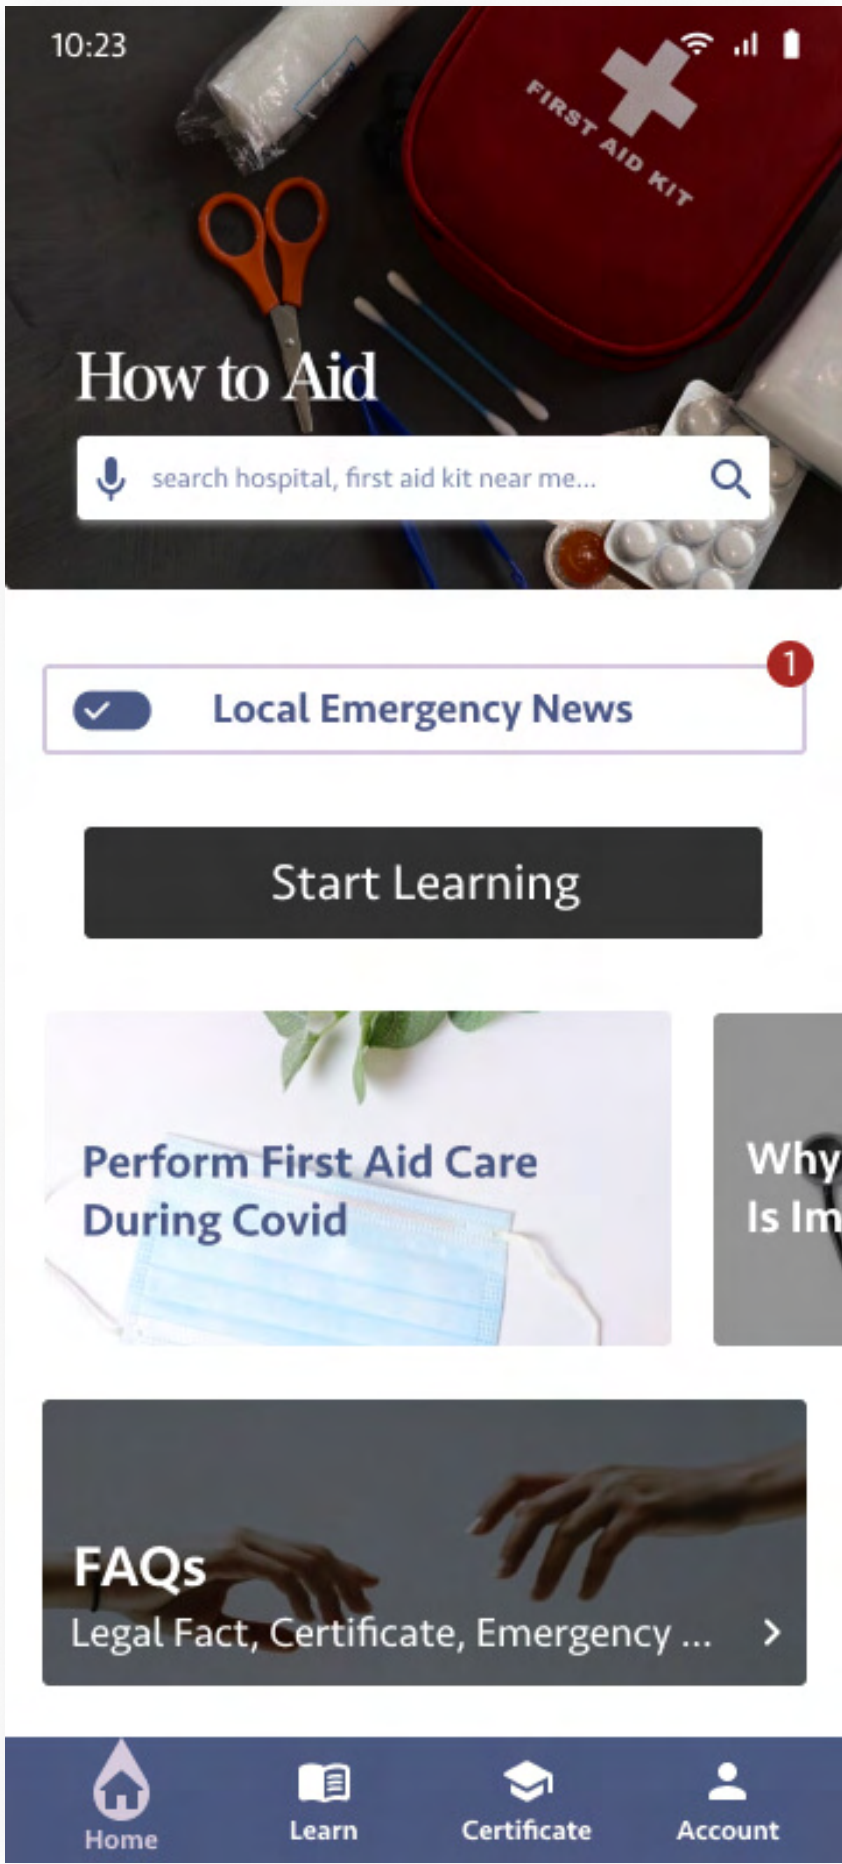 10:23
FIRST AID KIT
How to Aid
search hospital, first aid kit near me...
1
Local Emergency News
Start Learning
Perform First Aid Care
During Covid
Why
Is Im
FAQs
Legal Fact, Certificate, Emergency ...
Home
Learn
Certificate
Account